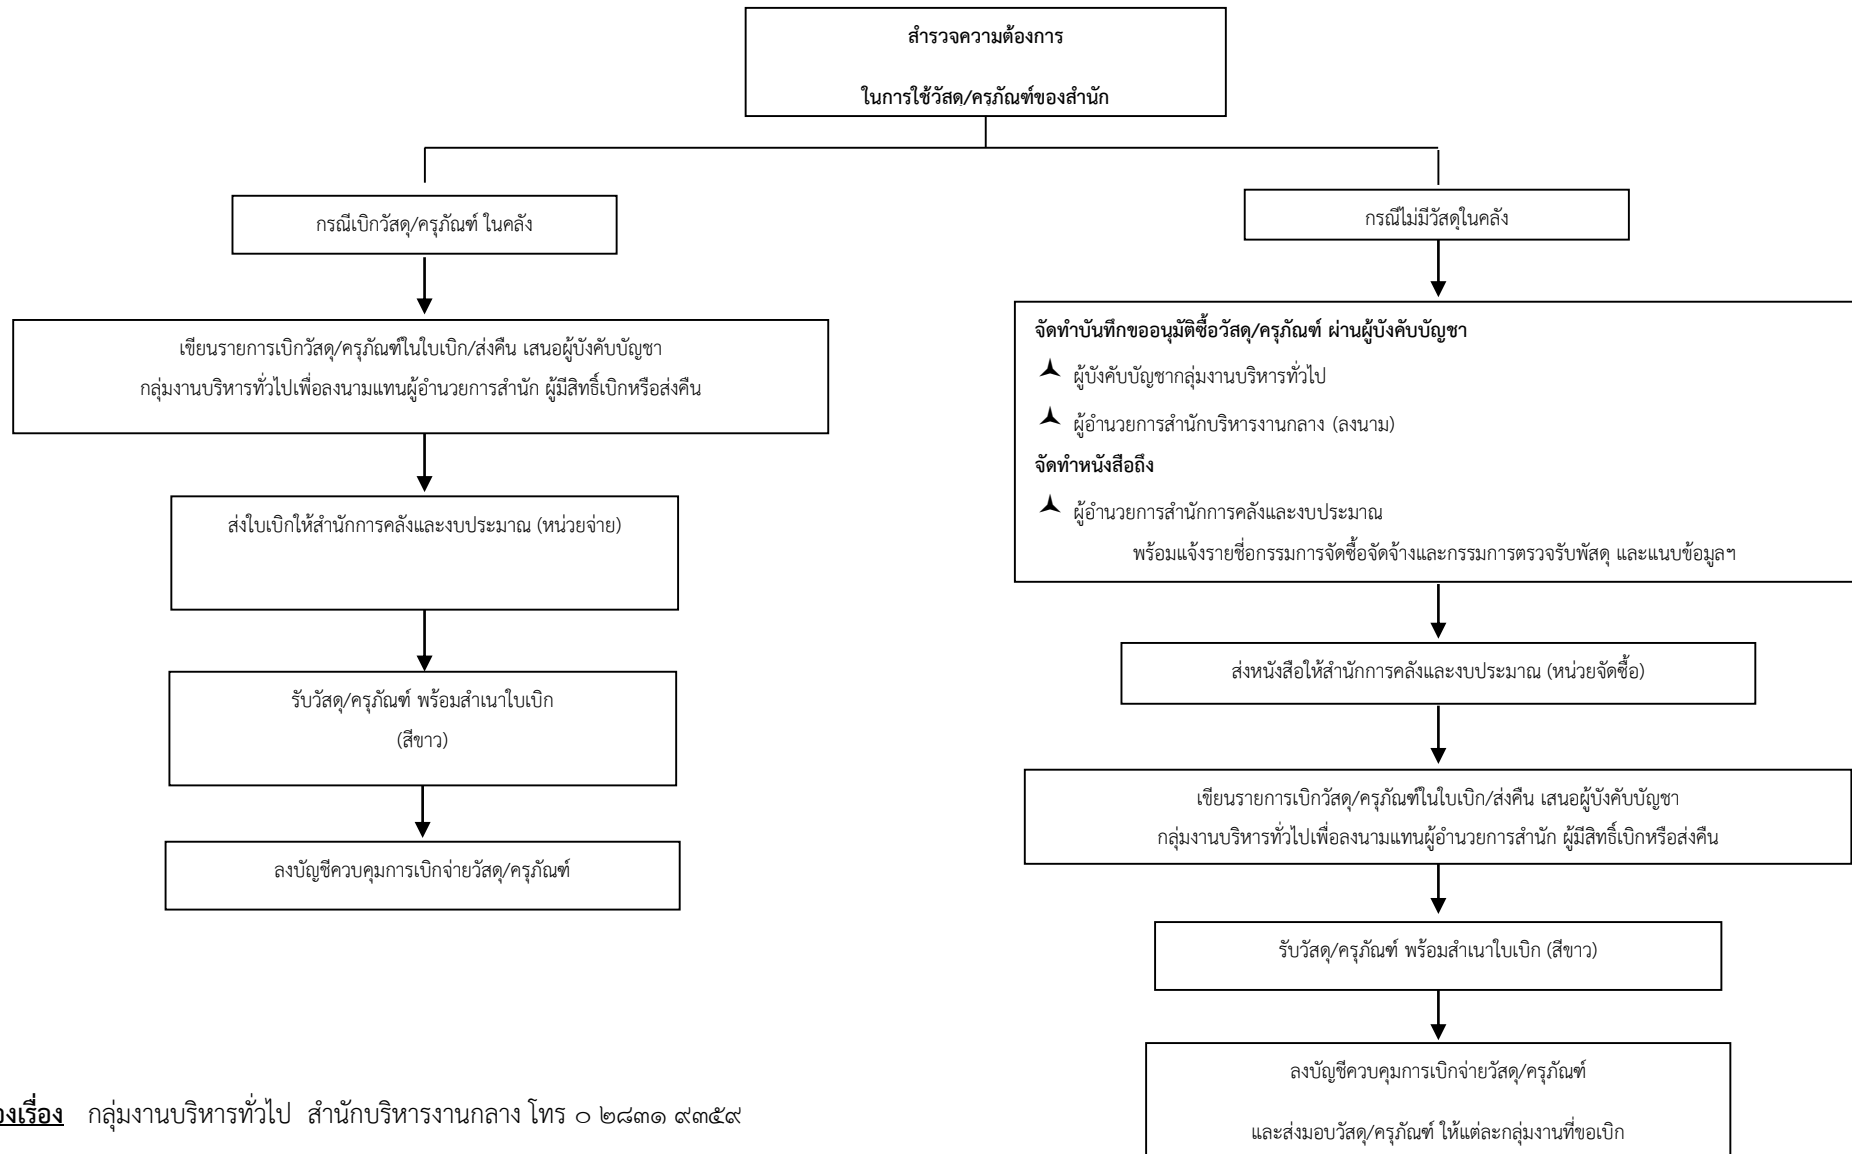 สำรวจความต้องการ
ในการใช้วัสดุ/ครุภัณฑ์ของสำนัก
กรณีเบิกวัสดุ/ครุภัณฑ์ ในคลัง
เขียนรายการเบิกวัสดุ/ครุภัณฑ์ในใบเบิก/ส่งคืน เสนอผู้บังคับบัญชา
กลุ่มงานบริหารทั่วไปเพื่อลงนามแทนผู้อำนวยการสำนัก ผู้มีสิทธิ์เบิกหรือส่งคืน
ส่งใบเบิกให้สำนักการคลังและงบประมาณ (หน่วยจ่าย)
รับวัสดุ/ครุภัณฑ์ พร้อมสำเนาใบเบิก
(สีขาว)
ลงบัญชีควบคุมการเบิกจ่ายวัสดุ/ครุภัณฑ์
กรณีไม่มีวัสดุในคลัง
จัดทำบันทึกขออนุมัติซื้อวัสดุ/ครุภัณฑ์ ผ่านผู้บังคับบัญชา
ผู้บังคับบัญชากลุ่มงานบริหารทั่วไป
ผู้อำนวยการสำนักบริหารงานกลาง (ลงนาม)
จัดทำหนังสือถึง
ผู้อำนวยการสำนักการคลังและงบประมาณ
พร้อมแจ้งรายชื่อกรรมการจัดซื้อจัดจ้างและกรรมการตรวจรับพัสดุ และแนบข้อมูลฯ
ส่งหนังสือให้สำนักการคลังและงบประมาณ (หน่วยจัดซื้อ)
เขียนรายการเบิกวัสดุ/ครุภัณฑ์ในใบเบิก/ส่งคืน เสนอผู้บังคับบัญชา
กลุ่มงานบริหารทั่วไปเพื่อลงนามแทนผู้อำนวยการสำนัก ผู้มีสิทธิ์เบิกหรือส่งคืน
รับวัสดุ/ครุภัณฑ์ พร้อมสำเนาใบเบิก (สีขาว)
ลงบัญชีควบคุมการเบิกจ่ายวัสดุ/ครุภัณฑ์
และส่งมอบวัสดุ/ครุภัณฑ์ ให้แต่ละกลุ่มงานที่ขอเบิก
องเรื่อง กลุ่มงานบริหารทั่วไป สำนักบริหารงานกลาง โทร ๐ ๒๘๓๑ ๙๓๕๙